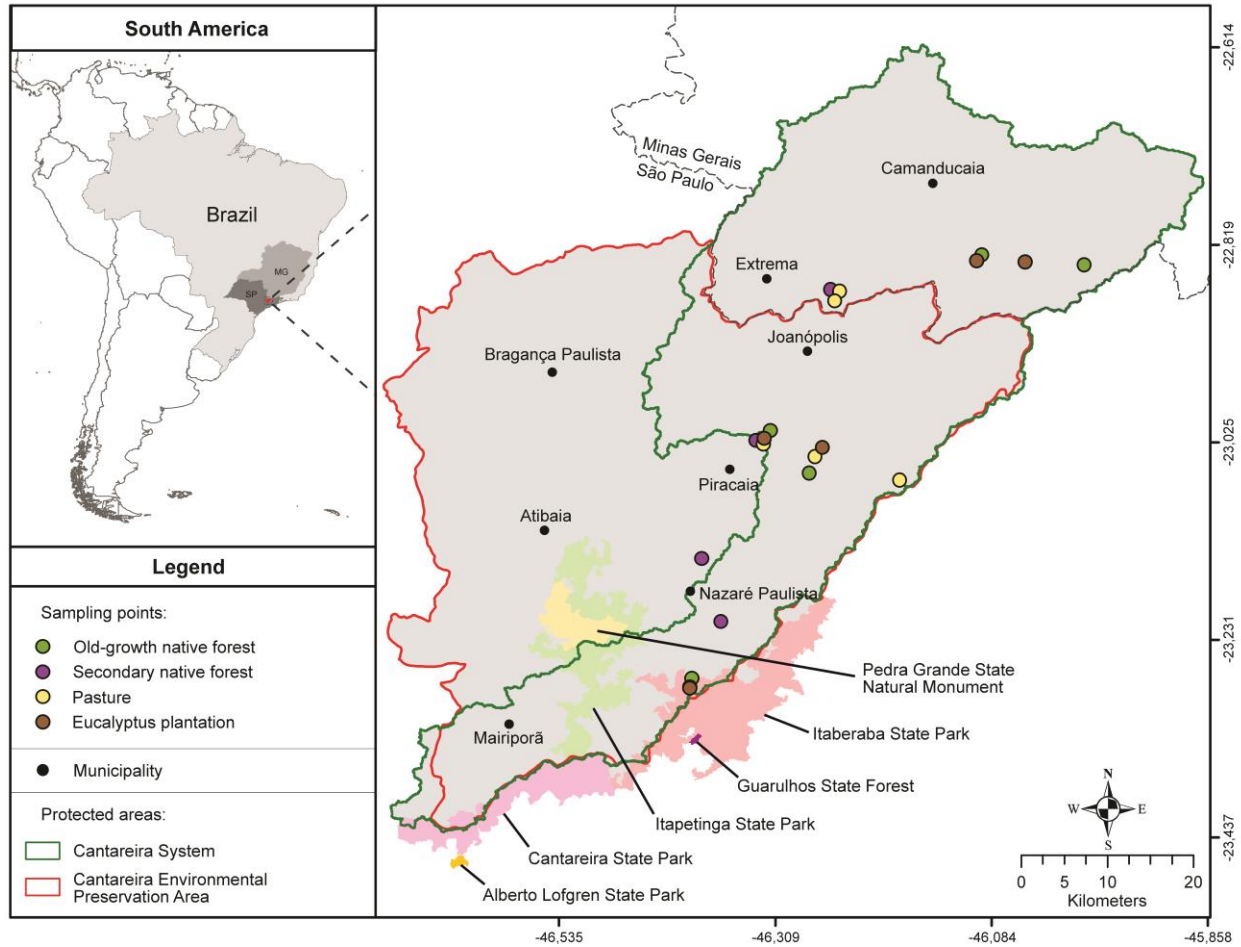 South America
Brazil
MG
SP
Legend
Sampling points:
Old-growth native forest
Secondary native forest
Pasture
Eucalyptus plantation
Municipality
Protected areas:
Cantareira System
Cantareira Environmental
Preservation Area
Minas Gerais
São Paulo
Camanducaia
Extrema
Joanópolis
Bragança Paulista
Piracaia
Atibaia
Nazaré Paulista
Mairiporã
Pedra Grande State
Natural Monument
Itaberaba State Park
Guarulhos State Forest
Itapetinga State Park
Cantareira State Park
Alberto Lofgren State Park
N
W
E
S
0 5 10 20
Kilometers
-22,614
-22,819
-23,025
-23,231
-23,437
-46,535
-46,309
-46,084
-45,858